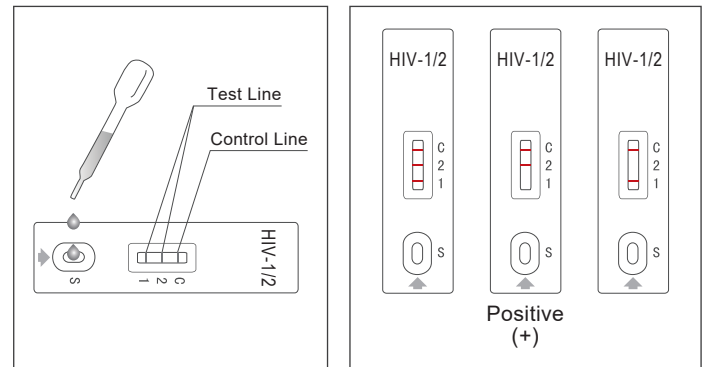 Test Line
Control Line
HIV-1/2
S
1 2 C
HIV-1/2
C
2
1
S
HIV-1/2
C
2
1
S
HIV-1/2
C
2
1
S
Positive
(+)